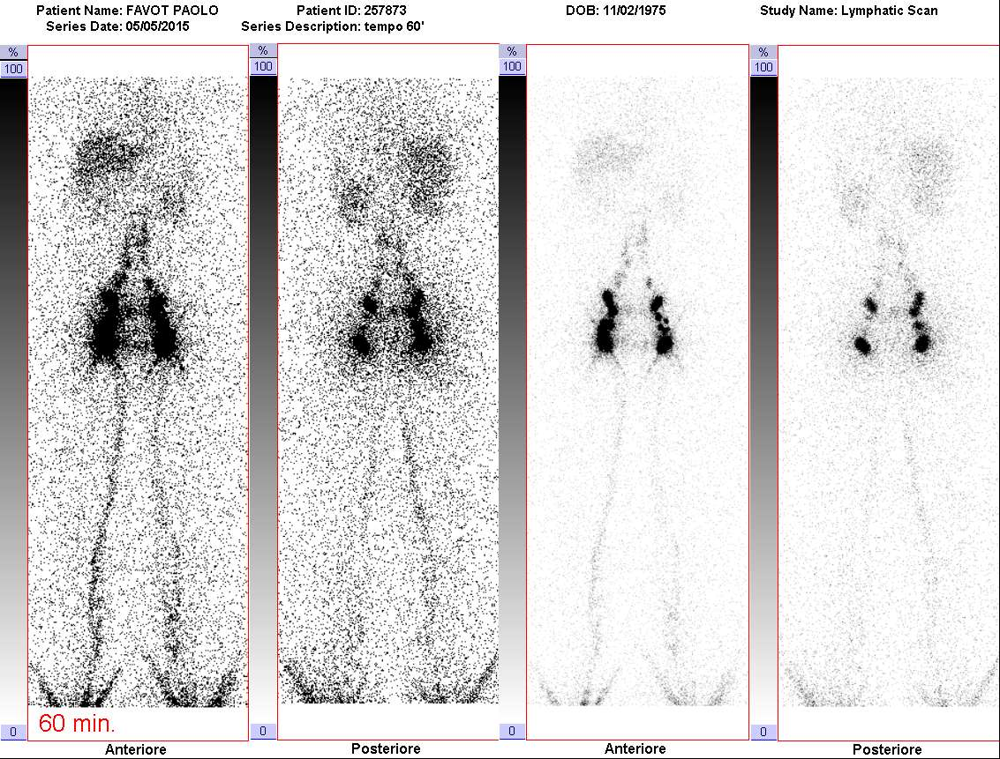 Patient Name: FAVOT PAOLO Patient ID: 257873 DOB: 11/02/1975 Study Name: Lymphatic Scan
Series Date: 05/05/2015 Series Description: tempo 60'
% % % %
100 100 100 100
60 min.
0 0 0 0
Anteriore Posteriore Anteriore Posteriore